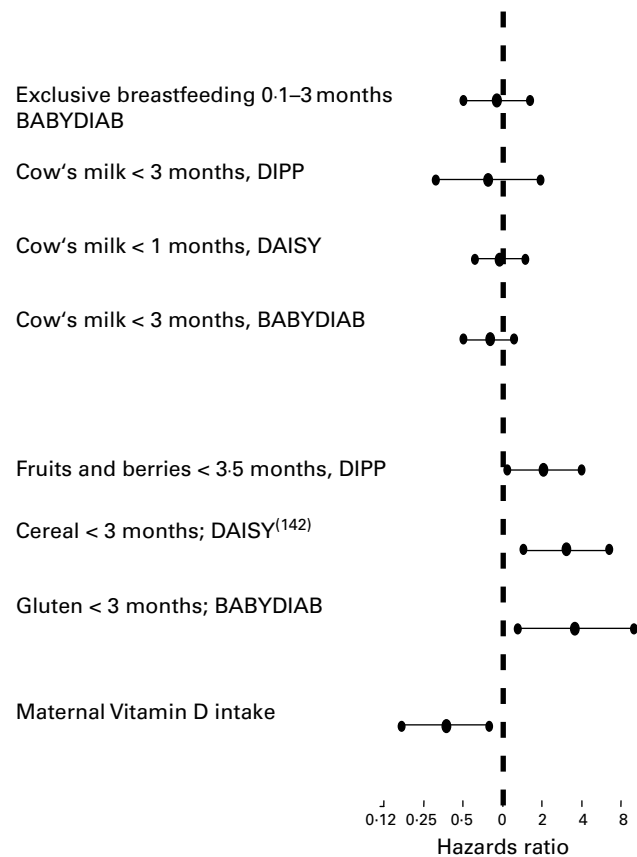 Exclusive breastfeeding 0·1–3 months
BABYDIAB
Cow‘s milk < 3 months, DIPP
Cow‘s milk < 1 months, DAISY
Cow‘s milk < 3 months, BABYDIAB
Fruits and berries < 3·5 months, DIPP
Cereal < 3 months; DAISY(142)
Gluten < 3 months; BABYDIAB
Maternal Vitamin D intake
0·12 0·25 0·5 0 2 4 8
Hazards ratio